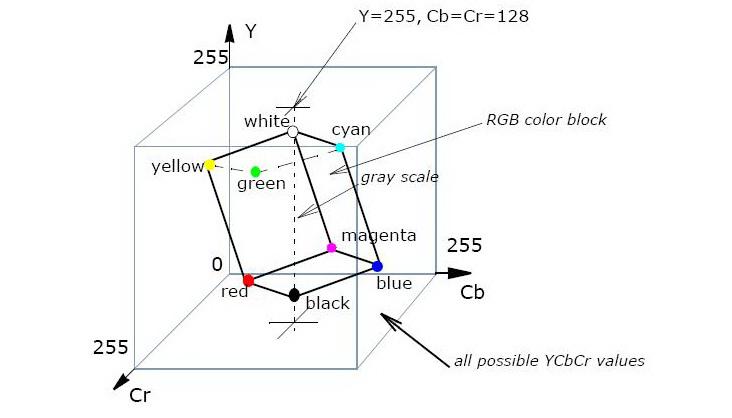 Y=255, Cb=Cr=128
Y
255
white
cyan
RGB color block
yellow
green
gray scale
magenta
255
0
red
black
blue
Cb
255
all possible YCbCr values
Cr